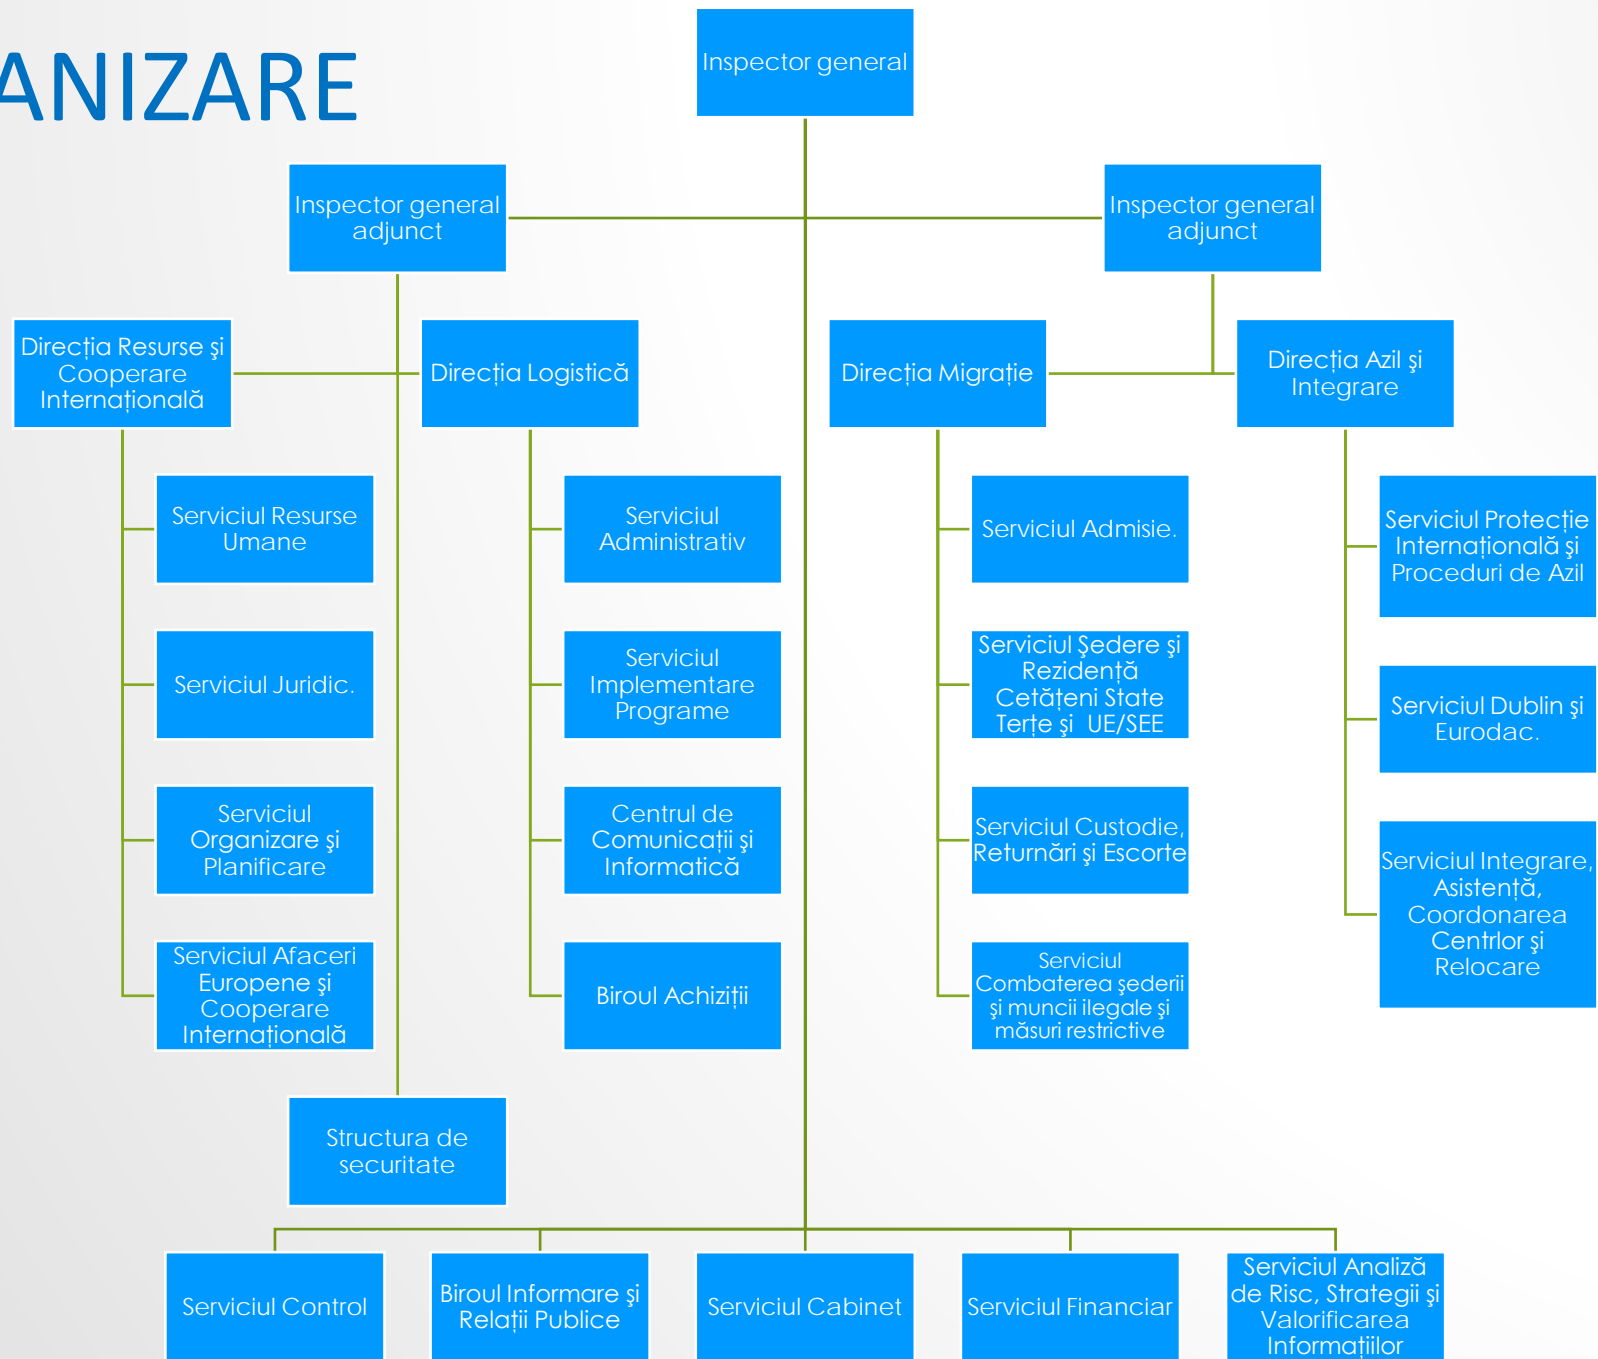 ANIZARE
Inspector general
Inspector general
adjunct
Inspector general
adjunct
Direcția Resurse şi
Cooperare
Internațională
Direcția Logistică
Direcția Migrație
Direcția Azil şi
Integrare
Serviciul Resurse
Umane
Serviciul Juridic.
Serviciul
Organizare şi
Planificare
Serviciul Afaceri
Europene şi
Cooperare
Internațională
Serviciul
Administrativ
Serviciul
Implementare
Programe
Centrul de
Comunicații şi
Informatică
Biroul Achiziții
Serviciul Admisie.
Serviciul Şedere şi
Rezidență
Cetățeni State
Terțe şi UE/SEE
Serviciul Custodie,
Returnări şi Escorte
Serviciul
Combaterea şederii
şi muncii ilegale şi
măsuri restrictive
Serviciul Protecție
Internațională şi
Proceduri de Azil
Serviciul Dublin şi
Eurodac.
Serviciul Integrare,
Asistență,
Coordonarea
Centrlor şi
Relocare
Structura de
securitate
Serviciul Control
Biroul Informare şi
Relații Publice
Serviciul Cabinet
Serviciul Financiar
Serviciul Analiză
de Risc, Strategii şi
Valorificarea
Informațiilor